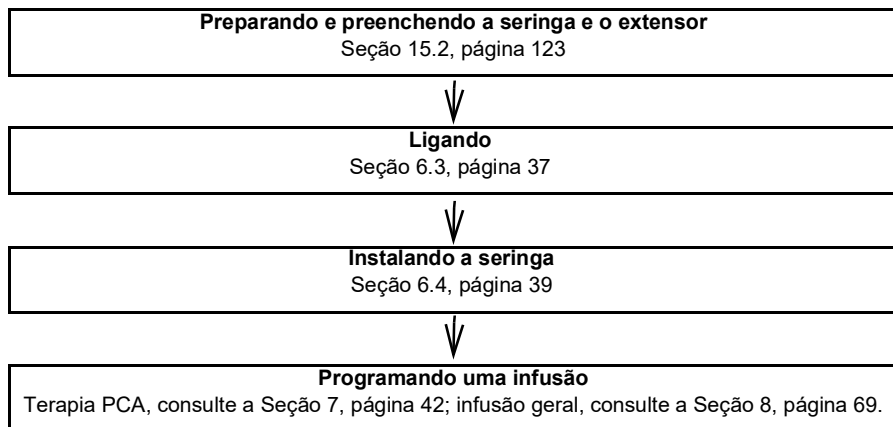 Preparando e preenchendo a seringa e o extensor
Seção 15.2, página 123
Ligando
Seção 6.3, página 37
Instalando a seringa
Seção 6.4, página 39
Programando uma infusão
Terapia PCA, consulte a Seção 7, página 42; infusão geral, consulte a Seção 8, página 69.